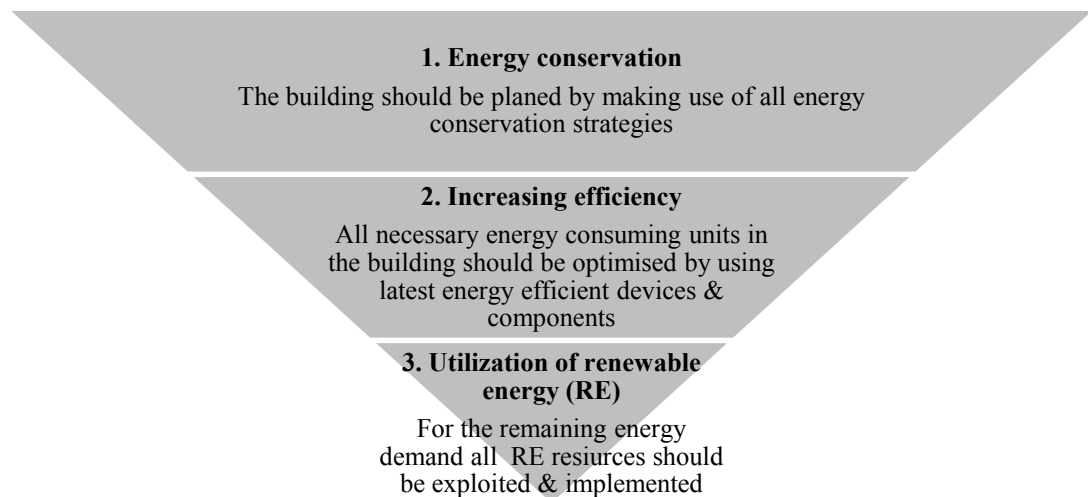 1. Energy conservation
The building should be planed by making use of all energy
conservation strategies
2. Increasing efficiency
All necessary energy consuming units in
the building should be optimised by using
latest energy efficient devices &
components
3. Utilization of renewable
energy (RE)
For the remaining energy
demand all  RE resiurces should
be exploited & implemented